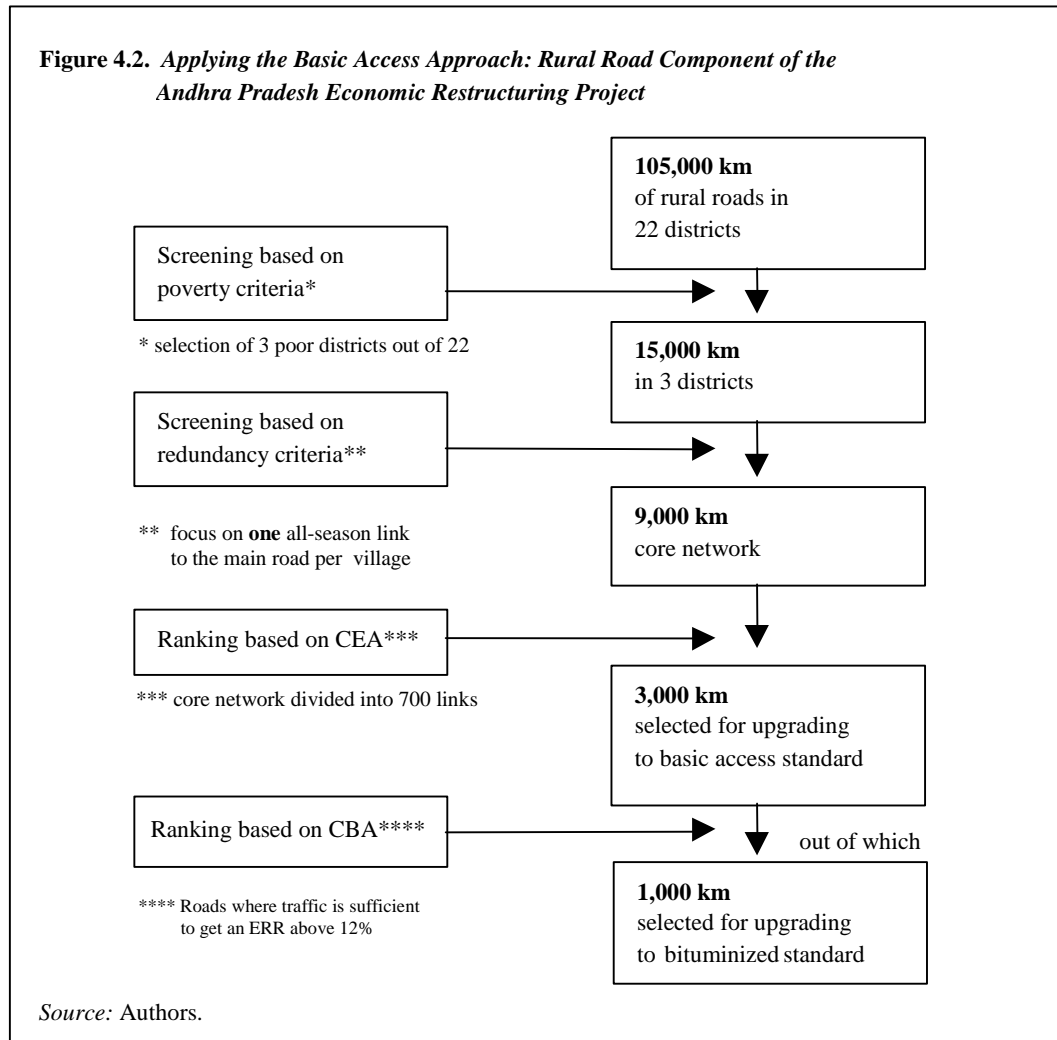 Figure 4.2. Applying the Basic Access Approach: Rural Road Component of the
Andhra Pradesh Economic Restructuring Project
105,000 km
of rural roads in
22 districts
Screening based on
poverty criteria*
* selection of 3 poor districts out of 22
15,000 km
in 3 districts
Screening based on
redundancy criteria**
** focus on one all-season link
to the main road per village
9,000 km
core network
Ranking based on CEA***
*** core network divided into 700 links
3,000 km
selected for upgrading
to basic access standard
Ranking based on CBA****
out of which
**** Roads where traffic is sufficient
to get an ERR above 12%
1,000 km
selected for upgrading
to bituminized standard
Source: Authors.